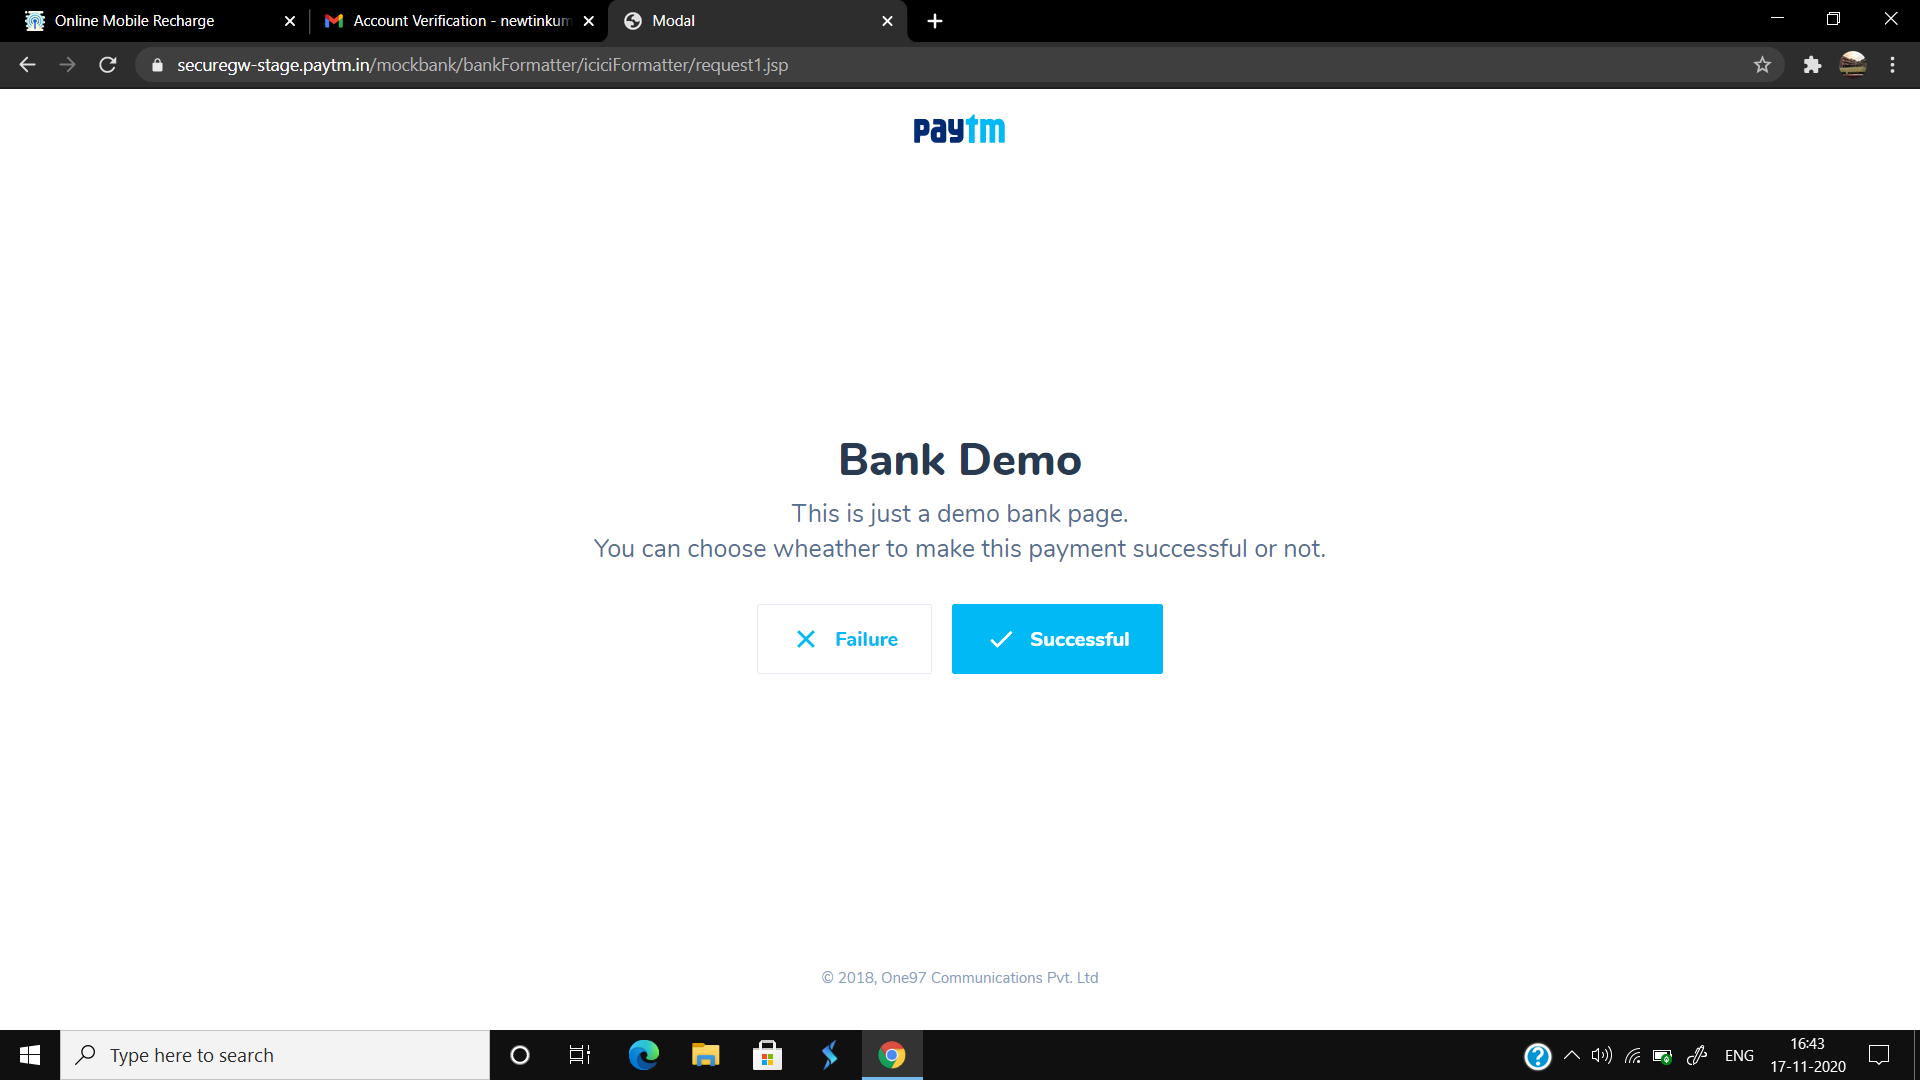 Online Mobile Recharge
Account Verification - newtinkum
Modal
securegw-stage.paytm.in/mockbank/bankFormatter/iciciFormatter/request1.jsp
paytm
Bank Demo
This is just a demo bank page.
You can choose wheather to make this payment successful or not.
Failure
Successful
© 2018, One97 Communications Pvt. Ltd
Type here to search
ENG
16:43
17-11-2020